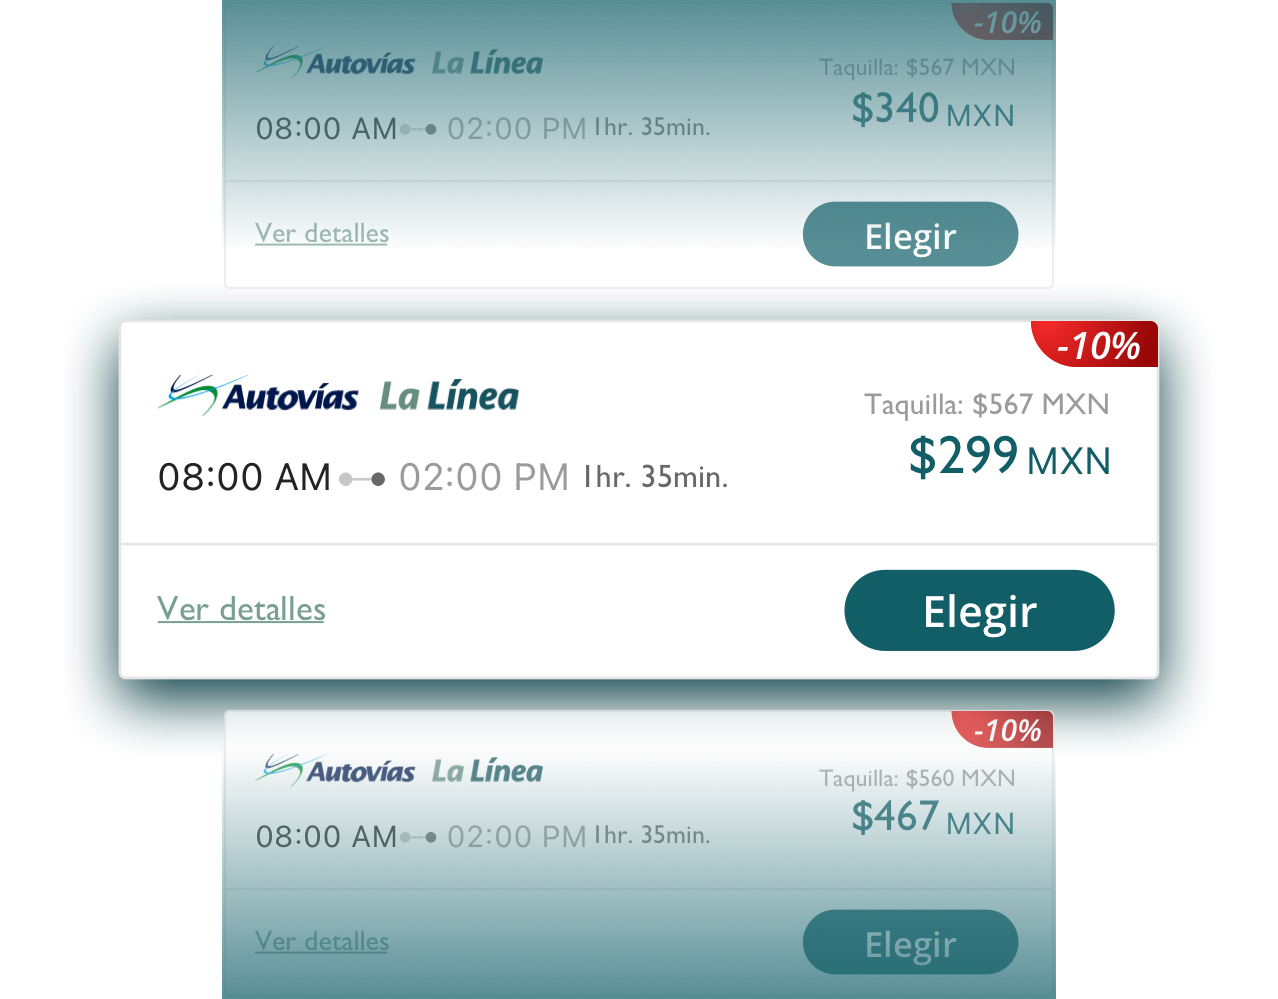 -10%
Autovías La Línea
Taquilla: $567 MXN
$340 MXN
08:00 AM 02:00 PM 1hr. 35min.
Ver detalles
Elegir
-10%
Autovías La Línea
Taquilla: $567 MXN
$299 MXN
08:00 AM 02:00 PM 1hr. 35min.
Ver detalles
Elegir
-10%
Autovías La Línea
Taquilla: $560 MXN
$467 MXN
08:00 AM 02:00 PM 1hr. 35min.
Ver detalles
Elegir